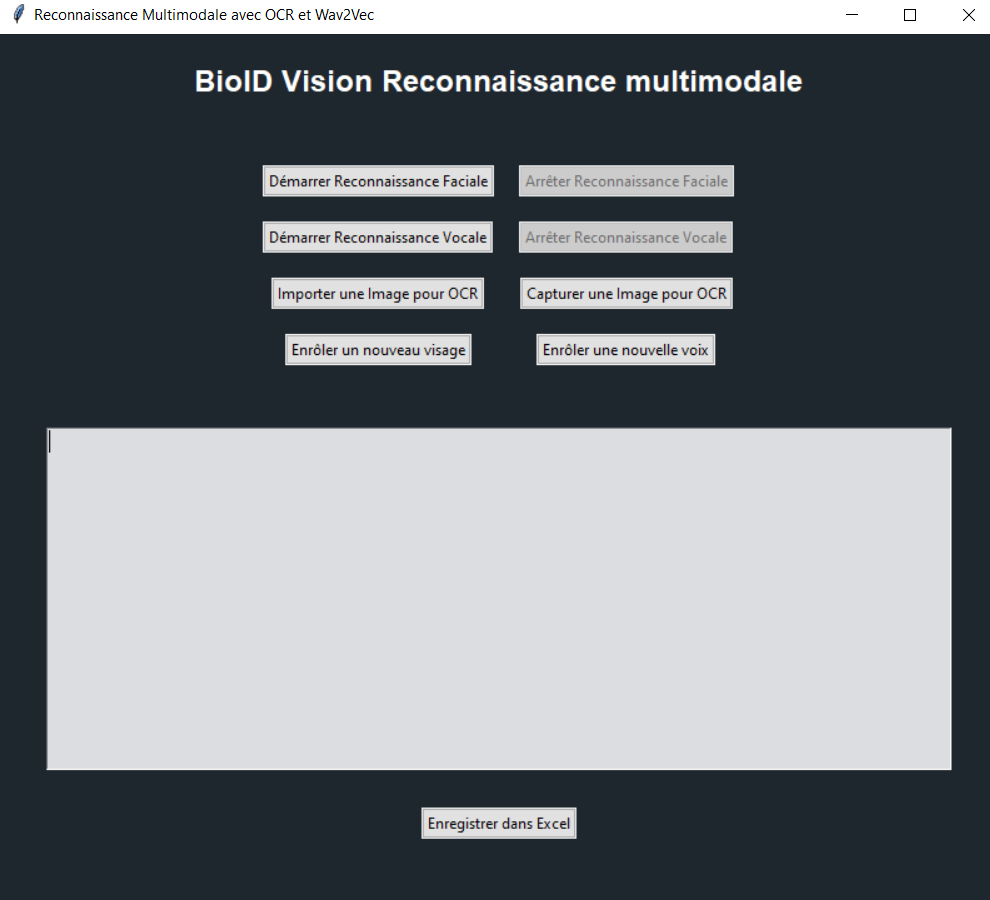 Reconnaissance Multimodale avec OCR et Wav2Vec
BioID Vision Reconnaissance multimodale
Démarrer Reconnaissance Faciale Arrêter Reconnaissance Faciale
Démarrer Reconnaissance Vocale Arrêter Reconnaissance Vocale
Importer une Image pour OCR Capturer une Image pour OCR
Enrôler un nouveau visage Enrôler une nouvelle voix
Enregistrer dans Excel